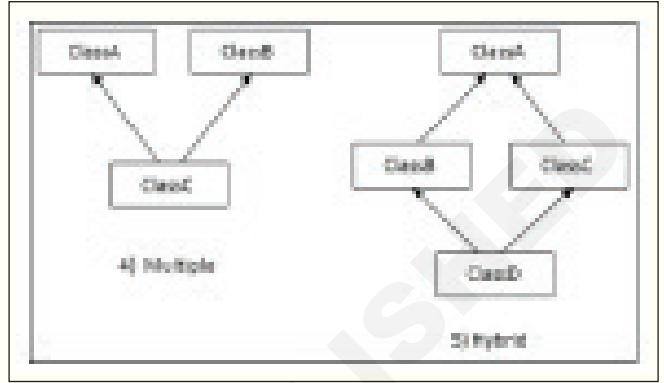 ClassA
ClassB
ClassC
4) Multiple
ClassA
ClassB
ClassC
ClassD
5) Hybrid